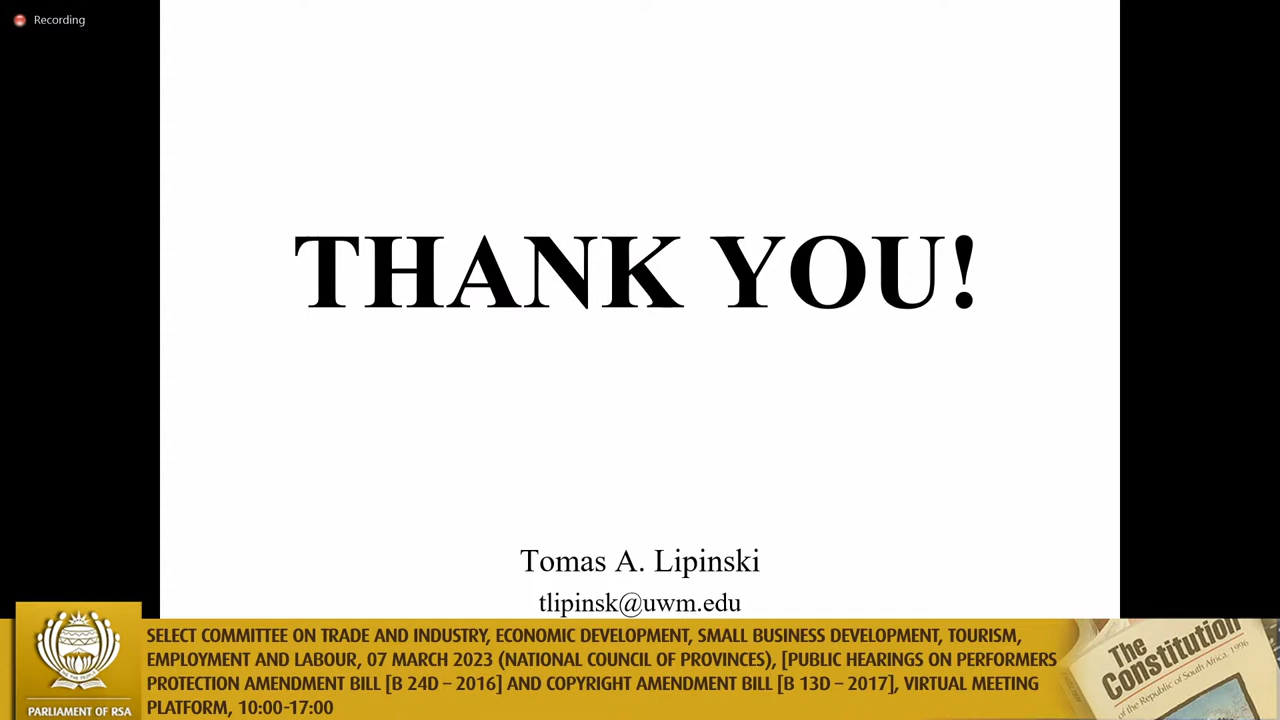 Recording
THANK YOU!
Tomas A. Lipinski
tlipinsk@uwm.edu
SELECT COMMITTEE ON TRADE AND INDUSTRY, ECONOMIC DEVELOPMENT, SMALL BUSINESS DEVELOPMENT, TOURISM,
EMPLOYMENT AND LABOUR, 07 MARCH 2023 (NATIONAL COUNCIL OF PROVINCES), [PUBLIC HEARINGS ON PERFORMERS
PROTECTION AMENDMENT BILL [B 24D – 2016] AND COPYRIGHT AMENDMENT BILL [B 13D – 2017], VIRTUAL MEETING
PLATFORM, 10:00-17:00
PARLIAMENT OF RSA
The
Constitution
of the Republic of South Africa, 1996